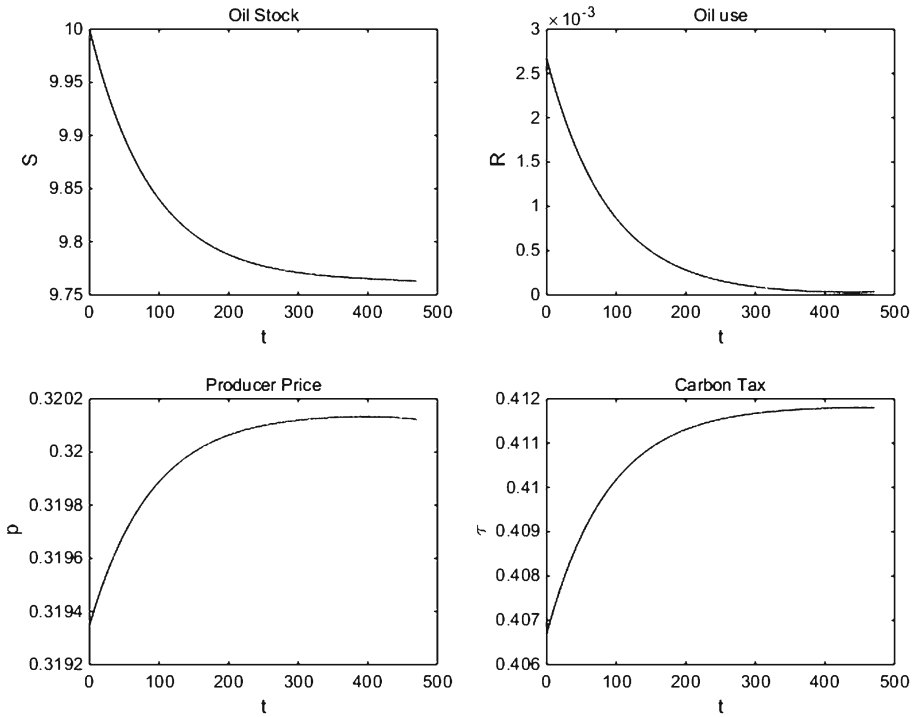 Oil Stock
10
9.95
9.9
9.85
9.8
9.75
S
0 100 200 300 400 500
t
Oil use
3 ×10⁻³
2.5
2
1.5
1
0.5
0
R
0 100 200 300 400 500
t
Producer Price
0.3202
0.32
0.3198
0.3196
0.3194
0.3192
p
0 100 200 300 400 500
t
Carbon Tax
0.412
0.411
0.41
0.409
0.408
0.407
0.406
τ
0 100 200 300 400 500
t